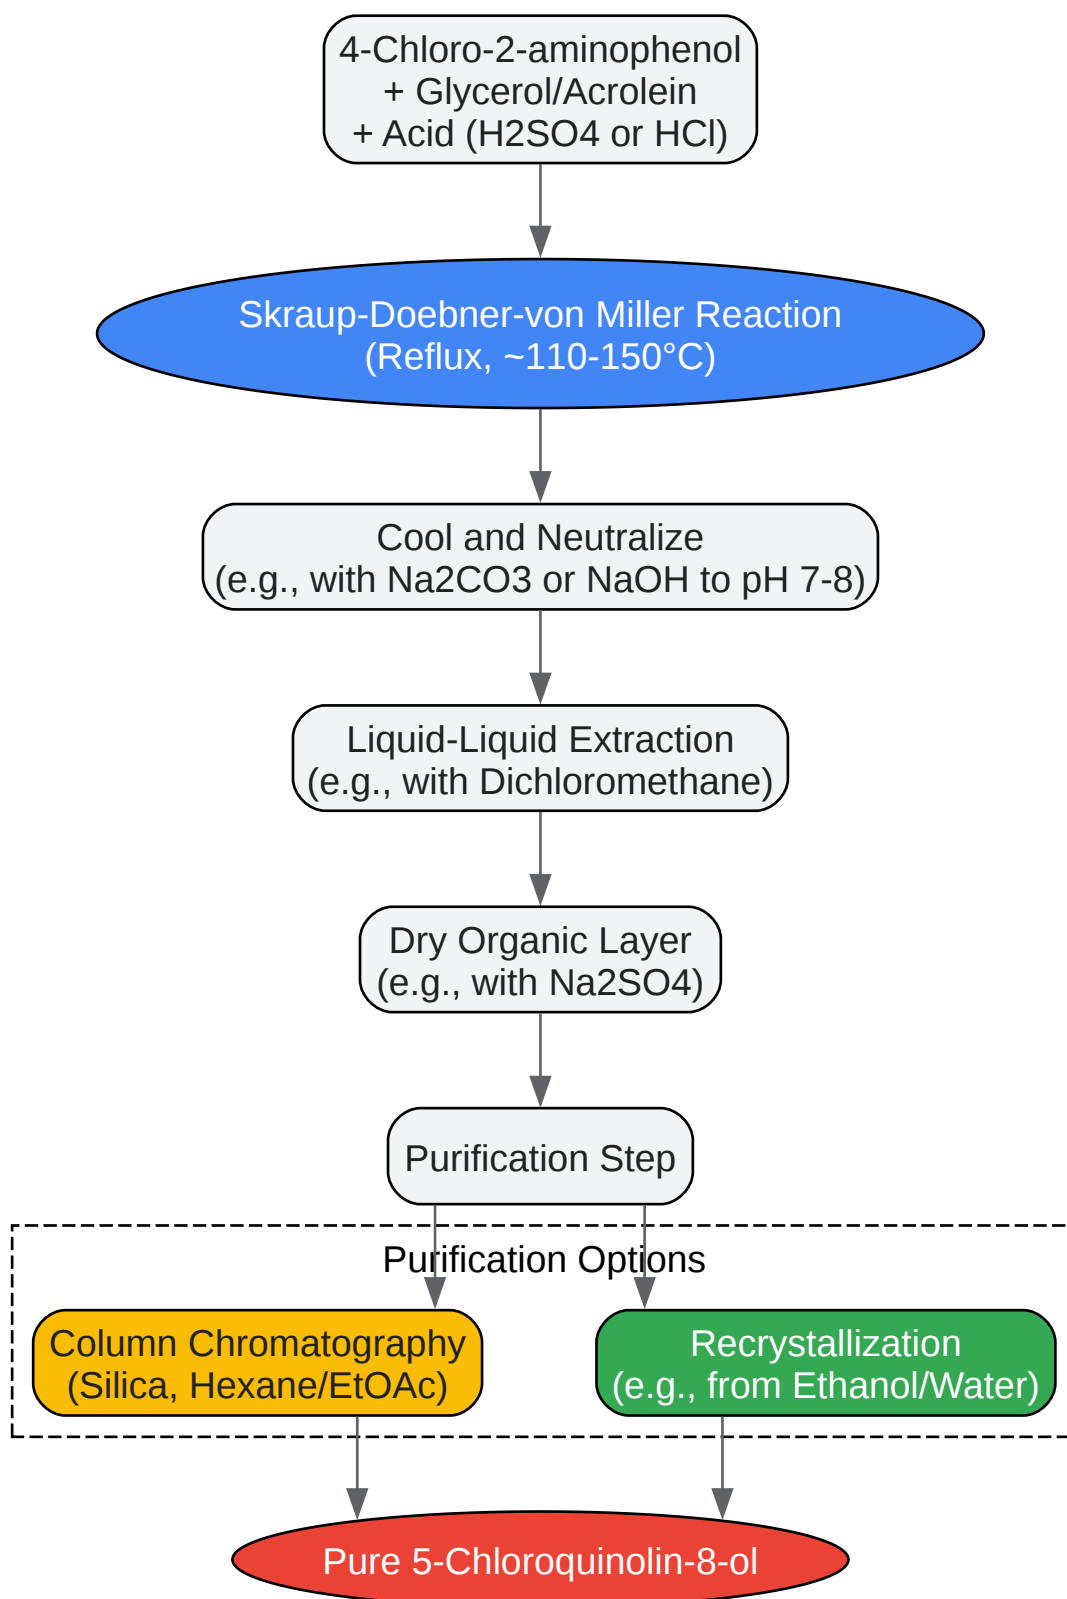 4-Chloro-2-aminophenol
+ Glycerol/Acrolein
+ Acid (H2SO4 or HCl)
Skraup-Doebner-von Miller Reaction
(Reflux, ~110-150°C)
Cool and Neutralize
(e.g., with Na2CO3 or NaOH to pH 7-8)
Liquid-Liquid Extraction
(e.g., with Dichloromethane)
Dry Organic Layer
(e.g., with Na2SO4)
Purification Step
Purification Options
Column Chromatography
(Silica, Hexane/EtOAc)
Recrystallization
(e.g., from Ethanol/Water)
Pure 5-Chloroquinolin-8-ol